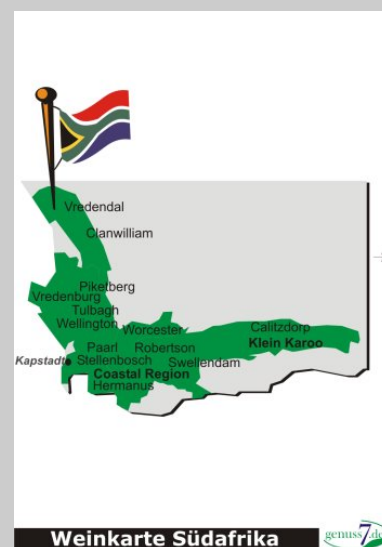 Vredendal
Clanwilliam
Piketberg
Vredenburg
Tulbagh
Wellington
Worcester
Calitzdorp
Paarl
Robertson
Klein Karoo
Kapstadt
Stellenbosch
Swellendam
Coastal Region
Hermanus
Weinkarte Südafrika
genuss7.de